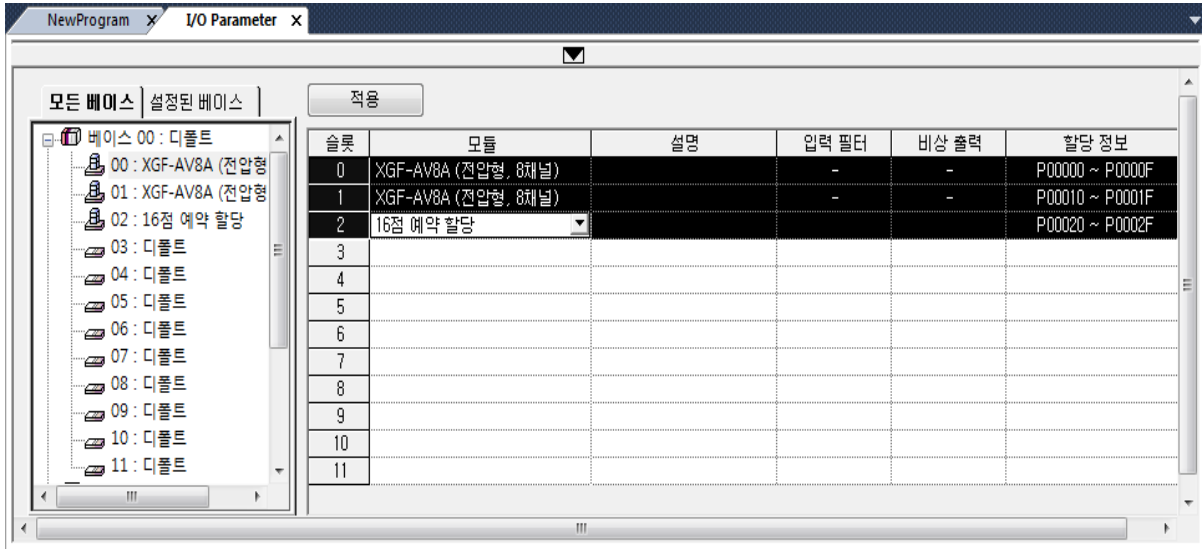 NewProgram x I/O Parameter x
모든 베이스 설정된 베이스
적용
베이스 00 : 디폴트
00 : XGF-AV8A (전압형
01 : XGF-AV8A (전압형
02 : 16점 예약 할당
03 : 디폴트
04 : 디폴트
05 : 디폴트
06 : 디폴트
07 : 디폴트
08 : 디폴트
09 : 디폴트
10 : 디폴트
11 : 디폴트
슬롯 모듈 설명 입력 필터 비상 출력 할당 정보
0 XGF-AV8A (전압형, 8채널) - - P00000 ~ P0000F
1 XGF-AV8A (전압형, 8채널) - - P00010 ~ P0001F
2 16점 예약 할당 P00020 ~ P0002F
3
4
5
6
7
8
9
10
11